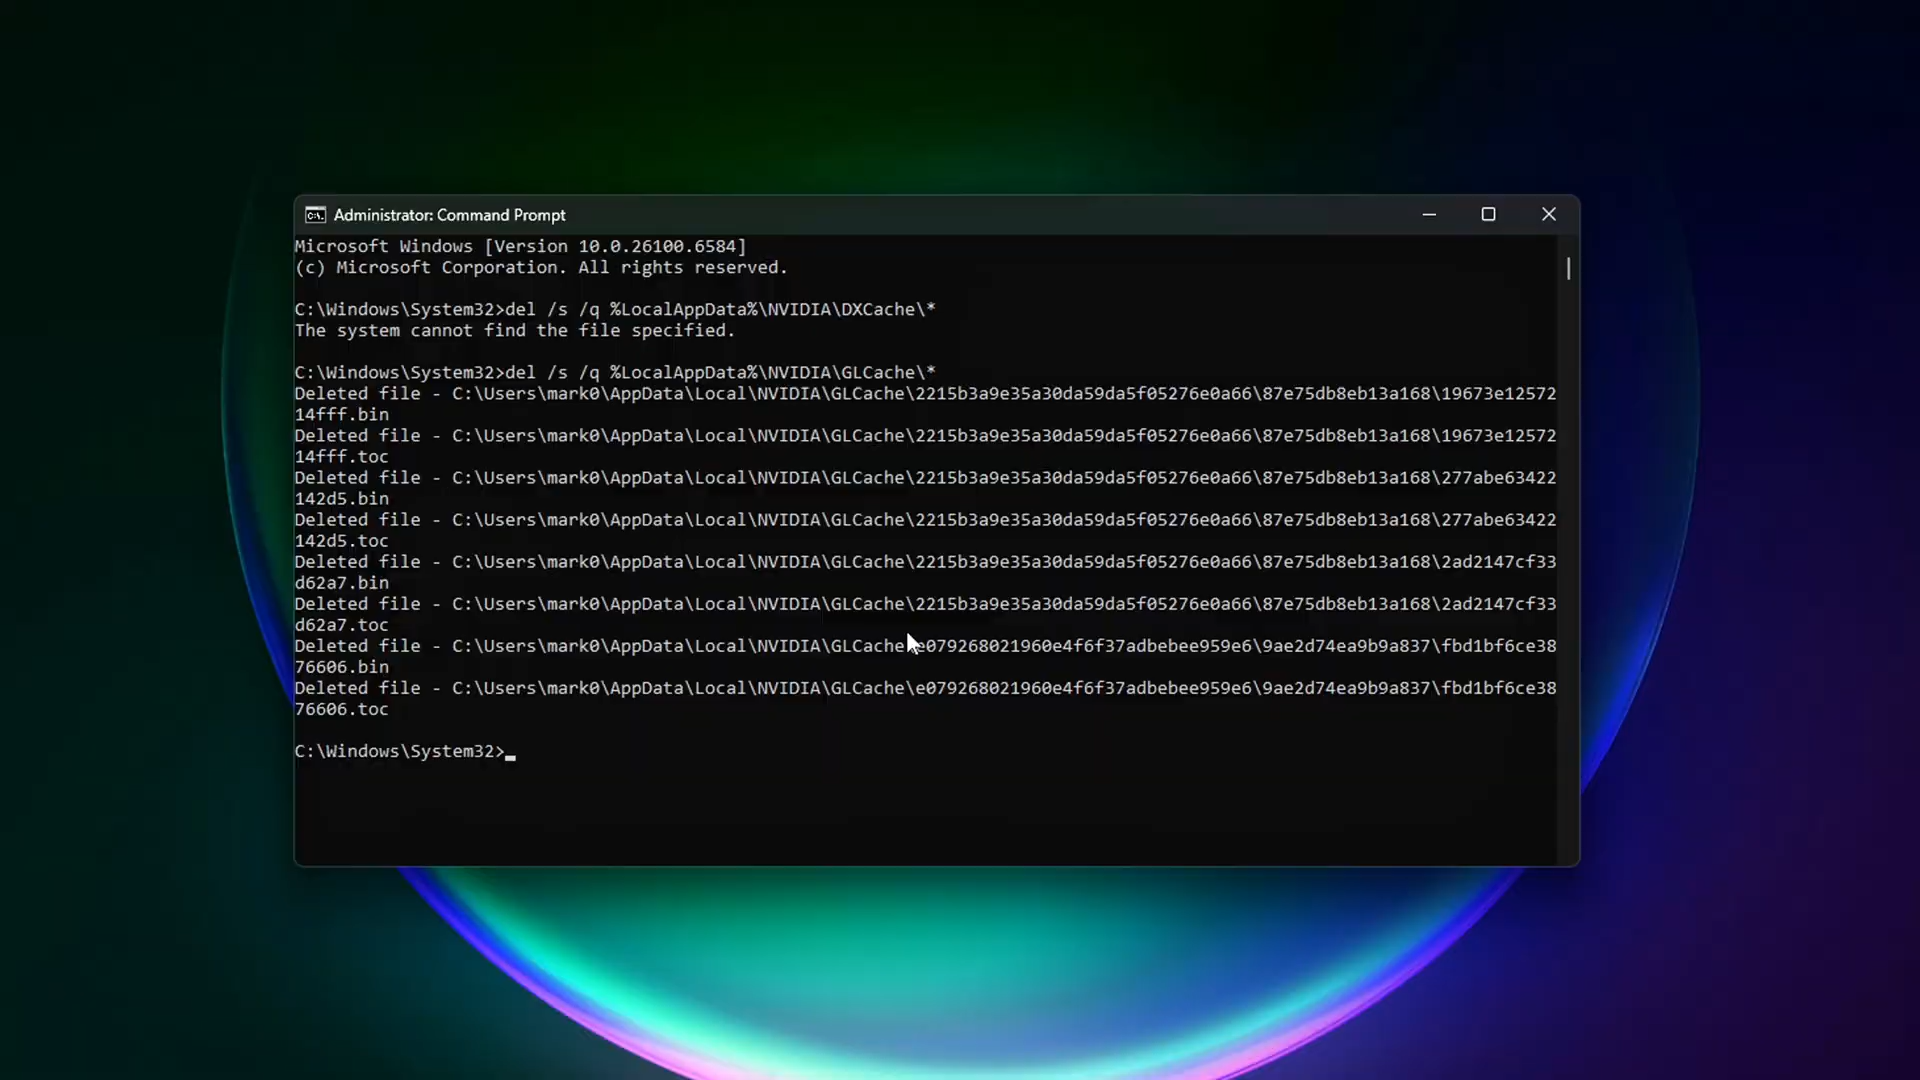 Administrator: Command Prompt
Microsoft Windows [Version 10.0.26100.6584]
(c) Microsoft Corporation. All rights reserved.
C:\Windows\System32>del /s /q %LocalAppData%\NVIDIA\DXCache\*
The system cannot find the file specified.
C:\Windows\System32>del /s /q %LocalAppData%\NVIDIA\GLCache\*
Deleted file - C:\Users\mark0\AppData\Local\NVIDIA\GLCache\2215b3a9e35a30da59da5f05276e0a66\87e75db8eb13a168\19673e12572
14fff.bin
Deleted file - C:\Users\mark0\AppData\Local\NVIDIA\GLCache\2215b3a9e35a30da59da5f05276e0a66\87e75db8eb13a168\19673e12572
14fff.toc
Deleted file - C:\Users\mark0\AppData\Local\NVIDIA\GLCache\2215b3a9e35a30da59da5f05276e0a66\87e75db8eb13a168\277abe63422
142d5.bin
Deleted file - C:\Users\mark0\AppData\Local\NVIDIA\GLCache\2215b3a9e35a30da59da5f05276e0a66\87e75db8eb13a168\277abe63422
142d5.toc
Deleted file - C:\Users\mark0\AppData\Local\NVIDIA\GLCache\2215b3a9e35a30da59da5f05276e0a66\87e75db8eb13a168\2ad2147cf33
d62a7.bin
Deleted file - C:\Users\mark0\AppData\Local\NVIDIA\GLCache\2215b3a9e35a30da59da5f05276e0a66\87e75db8eb13a168\2ad2147cf33
d62a7.toc
Deleted file - C:\Users\mark0\AppData\Local\NVIDIA\GLCache\e079268021960e4f6f37adbebee959e6\9ae2d74ea9b9a837\fbd1bf6ce38
76606.bin
Deleted file - C:\Users\mark0\AppData\Local\NVIDIA\GLCache\e079268021960e4f6f37adbebee959e6\9ae2d74ea9b9a837\fbd1bf6ce38
76606.toc
C:\Windows\System32>